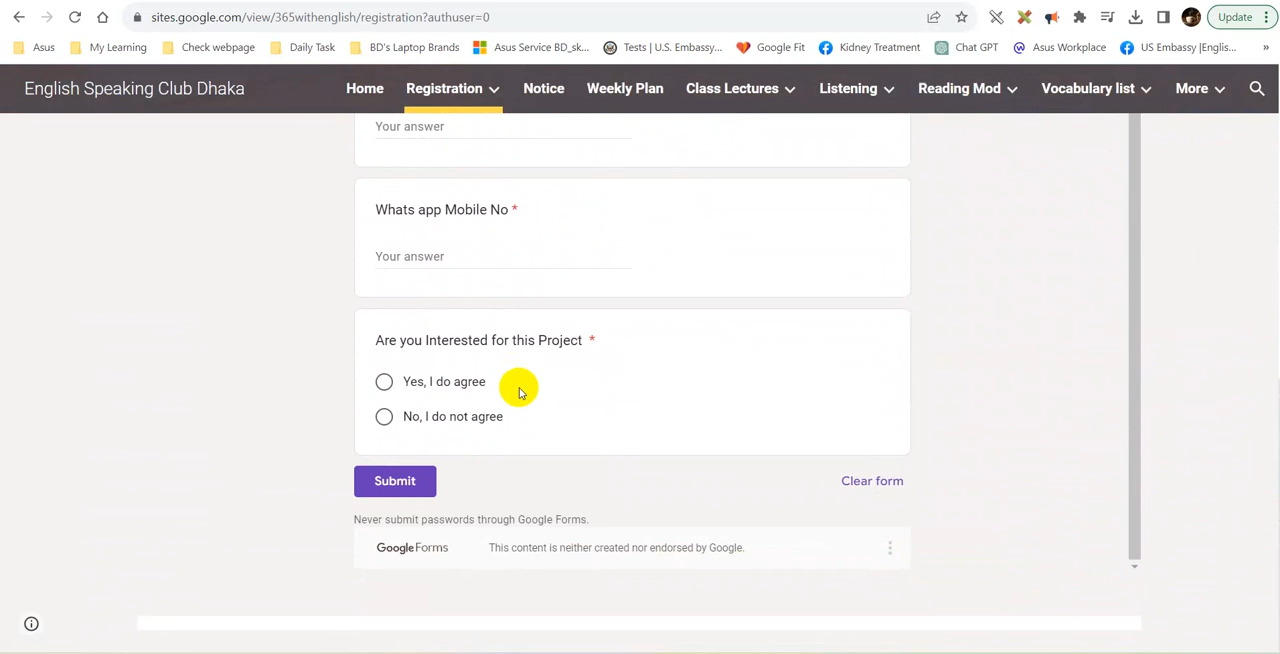 sites.google.com/view/365withenglish/registration?authuser=0
Update
Asus
My Learning
Check webpage
Daily Task
BD's Laptop Brands
Asus Service BD_sk...
Tests | U.S. Embassy...
Google Fit
Kidney Treatment
Chat GPT
Asus Workplace
US Embassy |Englis...
»
English Speaking Club Dhaka
Home
Registration
Notice
Weekly Plan
Class Lectures
Listening
Reading Mod
Vocabulary list
More
Your answer
Whats app Mobile No *
Your answer
Are you Interested for this Project *
Yes, I do agree
No, I do not agree
Submit
Clear form
Never submit passwords through Google Forms.
Google Forms
This content is neither created nor endorsed by Google.